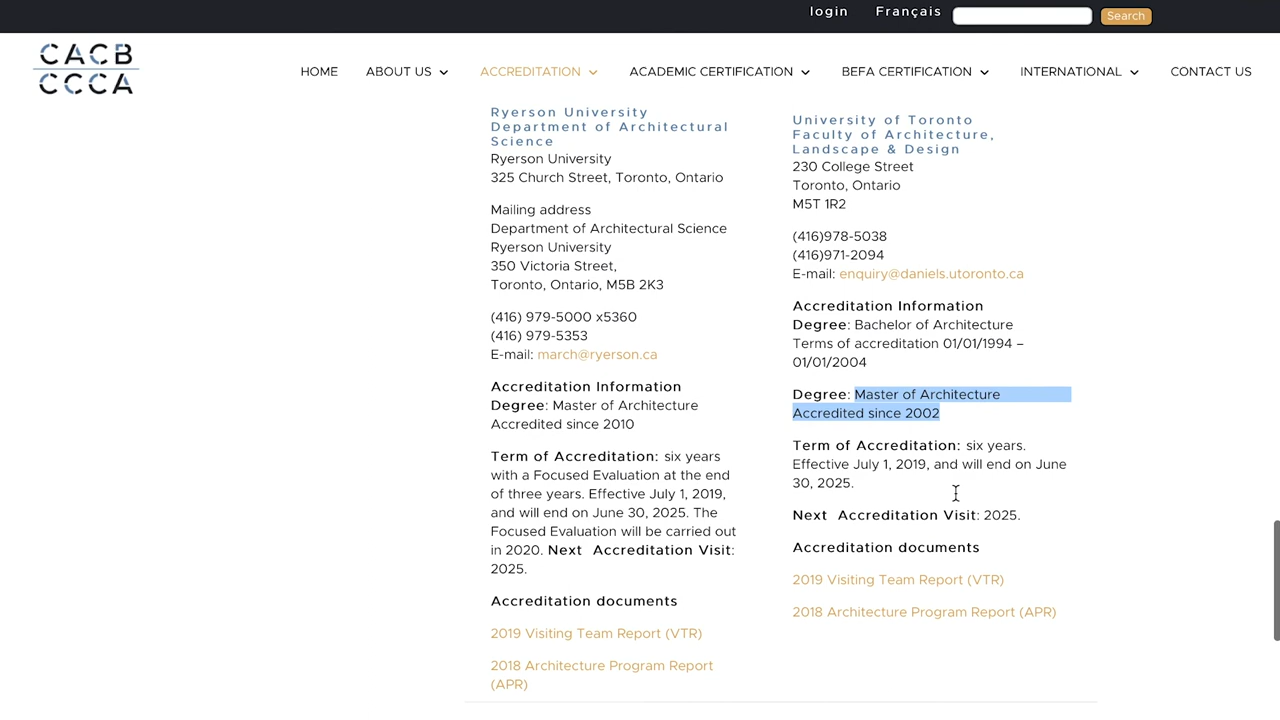 login
Français
Search
CACB
CCCA
HOME
ABOUT US
ACCREDITATION
ACADEMIC CERTIFICATION
BEFA CERTIFICATION
INTERNATIONAL
CONTACT US
Ryerson University
Department of Architectural
Science
Ryerson University
325 Church Street, Toronto, Ontario
Mailing address
Department of Architectural Science
Ryerson University
350 Victoria Street,
Toronto, Ontario, M5B 2K3
(416) 979-5000 x5360
(416) 979-5353
E-mail: march@ryerson.ca
Accreditation Information
Degree: Master of Architecture
Accredited since 2010
Term of Accreditation: six years
with a Focused Evaluation at the end
of three years. Effective July 1, 2019,
and will end on June 30, 2025. The
Focused Evaluation will be carried out
in 2020. Next Accreditation Visit:
2025.
Accreditation documents
2019 Visiting Team Report (VTR)
2018 Architecture Program Report
(APR)
University of Toronto
Faculty of Architecture,
Landscape & Design
230 College Street
Toronto, Ontario
M5T 1R2
(416)978-5038
(416)971-2094
E-mail: enquiry@daniels.utoronto.ca
Accreditation Information
Degree: Bachelor of Architecture
Terms of accreditation 01/01/1994 –
01/01/2004
Degree: Master of Architecture
Accredited since 2002
Term of Accreditation: six years.
Effective July 1, 2019, and will end on June
30, 2025.
Next Accreditation Visit: 2025.
Accreditation documents
2019 Visiting Team Report (VTR)
2018 Architecture Program Report (APR)